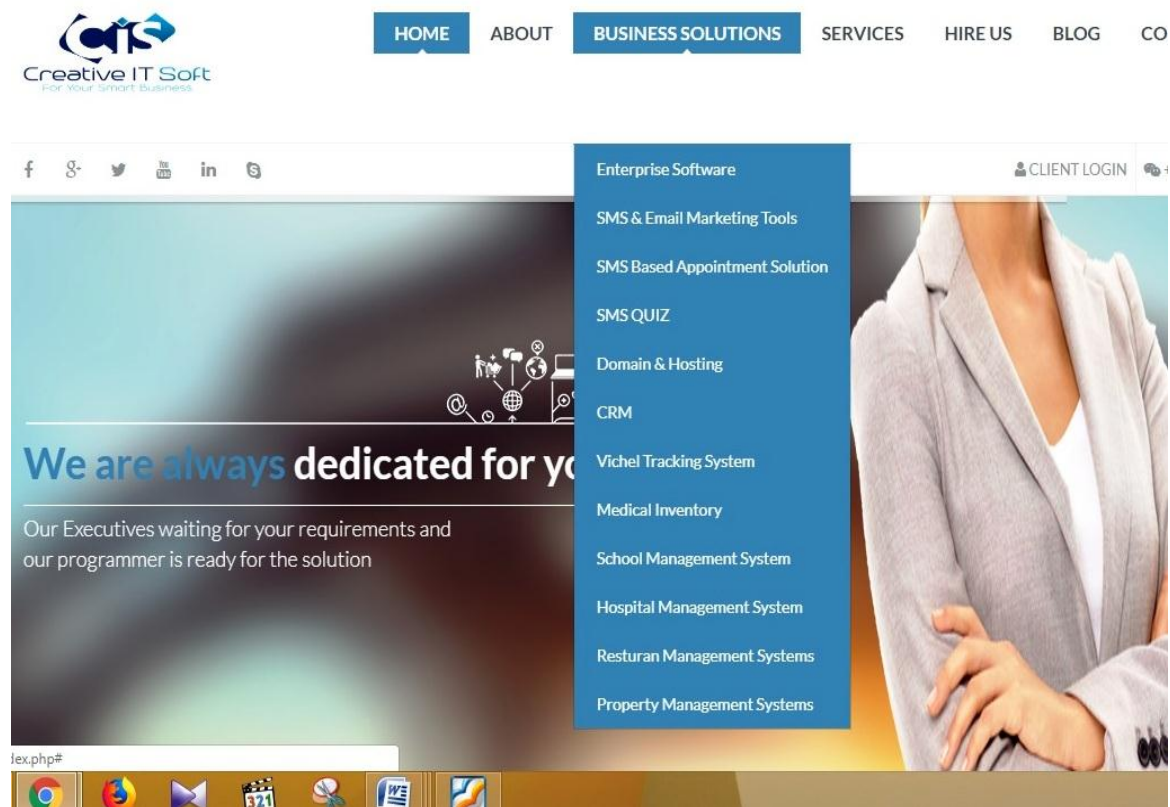 CIS
Creative IT Soft
For Your Smart Business
HOME ABOUT BUSINESS SOLUTIONS SERVICES HIRE US BLOG CO
CLIENT LOGIN
Enterprise Software
SMS & Email Marketing Tools
SMS Based Appointment Solution
SMS QUIZ
Domain & Hosting
CRM
Vichel Tracking System
Medical Inventory
School Management System
Hospital Management System
Resturan Management Systems
Property Management Systems
We are always dedicated for yo
Our Executives waiting for your requirements and
our programmer is ready for the solution
dex.php#
321